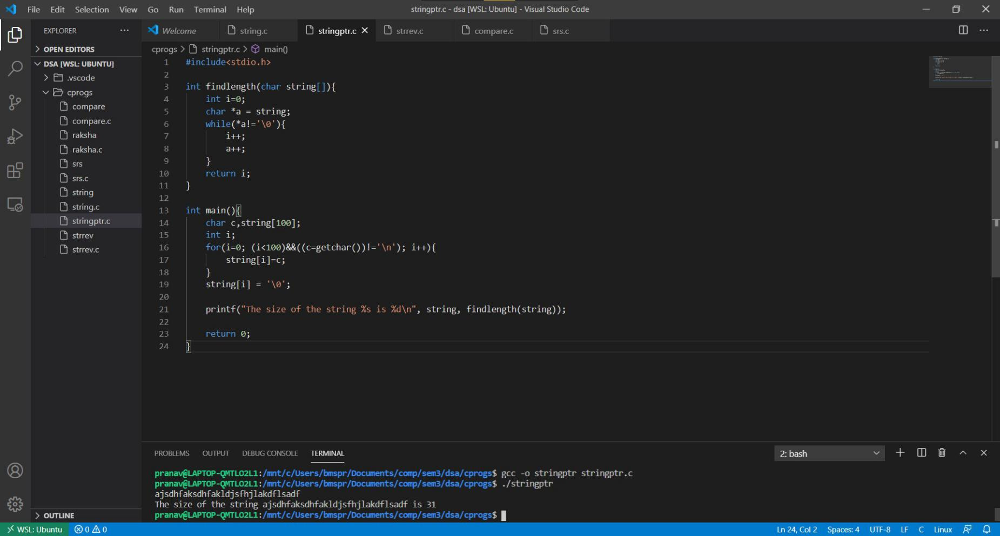 File Edit Selection View Go Run Terminal Help
stringptr.c - dsa [WSL: Ubuntu] - Visual Studio Code
EXPLORER
OPEN EDITORS
DSA [WSL: UBUNTU]
.vscode
cprogs
compare
compare.c
raksha
raksha.c
srs
srs.c
string
string.c
stringptr.c
strrev
strrev.c
OUTLINE
Welcome string.c stringptr.c strrev.c compare.c srs.c
cprogs > stringptr.c > main()
1 #include<stdio.h>
2
3 int findlength(char string[]){
4 int i=0;
5 char *a = string;
6 while(*a!='\0'){
7 i++;
8 a++;
9 }
10 return i;
11 }
12
13 int main(){
14 char c,string[100];
15 int i;
16 for(i=0; (i<100)&&((c=getchar())!='\n'); i++){
17 string[i]=c;
18 }
19 string[i] = '\0';
20
21 printf("The size of the string %s is %d\n", string, findlength(string));
22
23 return 0;
24 }
PROBLEMS OUTPUT DEBUG CONSOLE TERMINAL
2: bash
pranav@LAPTOP-QMTLO2L1:/mnt/c/Users/bmspr/Documents/comp/sem3/dsa/cprogs$ gcc -o stringptr stringptr.c
pranav@LAPTOP-QMTLO2L1:/mnt/c/Users/bmspr/Documents/comp/sem3/dsa/cprogs$ ./stringptr
ajsdhfaksdhfakldjsfhjlakdflsadf
The size of the string ajsdhfaksdhfakldjsfhjlakdflsadf is 31
pranav@LAPTOP-QMTLO2L1:/mnt/c/Users/bmspr/Documents/comp/sem3/dsa/cprogs$
WSL: Ubuntu 0 0
Ln 24, Col 2 Spaces: 4 UTF-8 LF C Linux